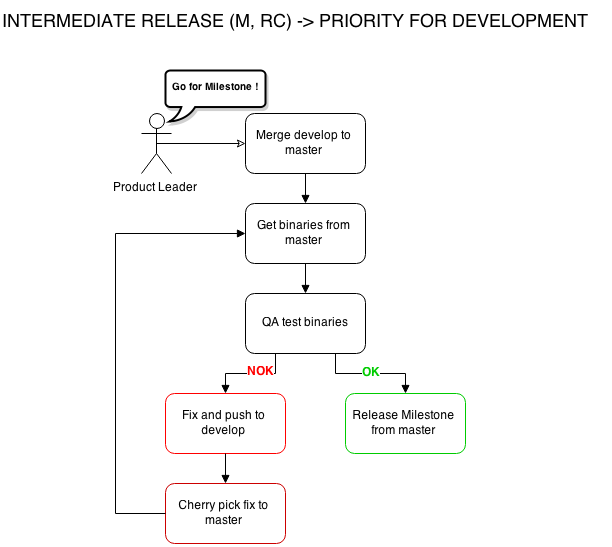 INTERMEDIATE RELEASE (M, RC) -> PRIORITY FOR DEVELOPMENT
Go for Milestone !
Product Leader
Merge develop to
master
Get binaries from
master
QA test binaries
NOK
OK
Fix and push to
develop
Release Milestone
from master
Cherry pick fix to
master